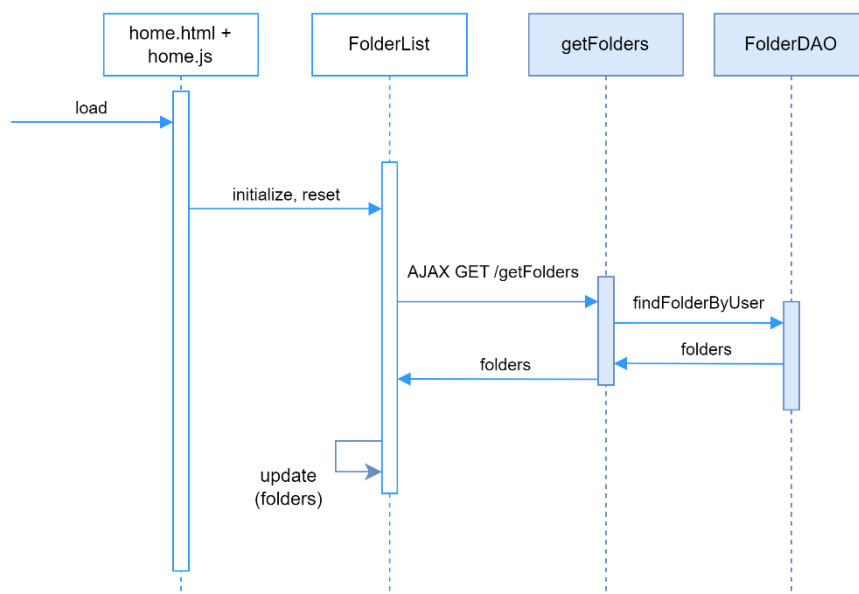 home.html +
home.js
FolderList
getFolders
FolderDAO
load
initialize, reset
AJAX GET /getFolders
findFolderByUser
folders
folders
update
(folders)